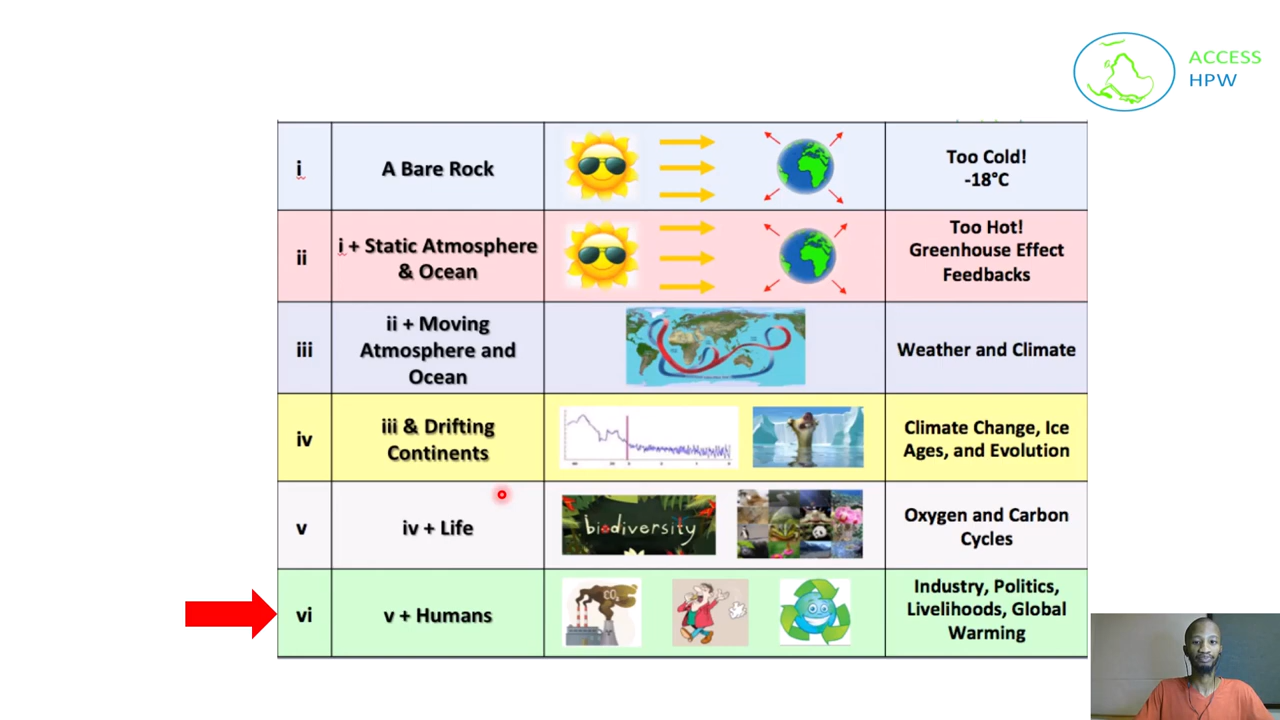 ACCESS
HPW
i
A Bare Rock
Too Cold!
-18°C
ii
i + Static Atmosphere
& Ocean
Too Hot!
Greenhouse Effect
Feedbacks
iii
ii + Moving
Atmosphere and
Ocean
Weather and Climate
iv
iii & Drifting
Continents
Climate Change, Ice
Ages, and Evolution
v
iv + Life
biodiversity
Oxygen and Carbon
Cycles
vi
v + Humans
CO₂
Industry, Politics,
Livelihoods, Global
Warming